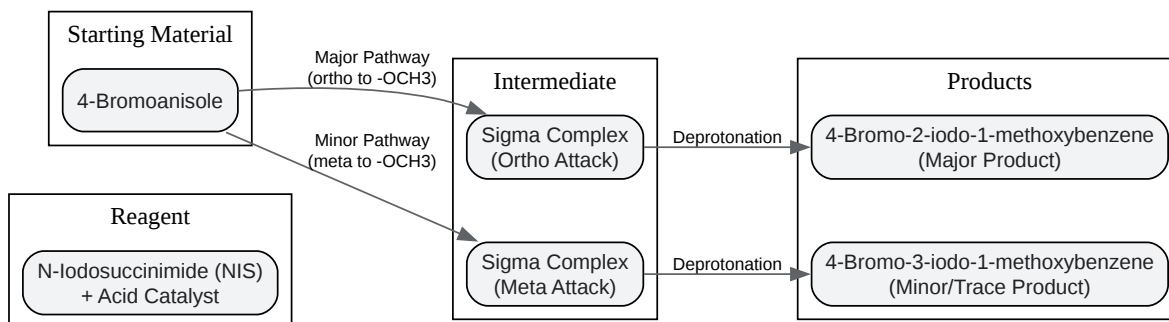 Starting Material
4-Bromoanisole
Major Pathway
(ortho to -OCH3)
Minor Pathway
(meta to -OCH3)
Reagent
N-Iodosuccinimide (NIS)
+ Acid Catalyst
Intermediate
Sigma Complex
(Ortho Attack)
Sigma Complex
(Meta Attack)
Deprotonation
Deprotonation
Products
4-Bromo-2-iodo-1-methoxybenzene
(Major Product)
4-Bromo-3-iodo-1-methoxybenzene
(Minor/Trace Product)